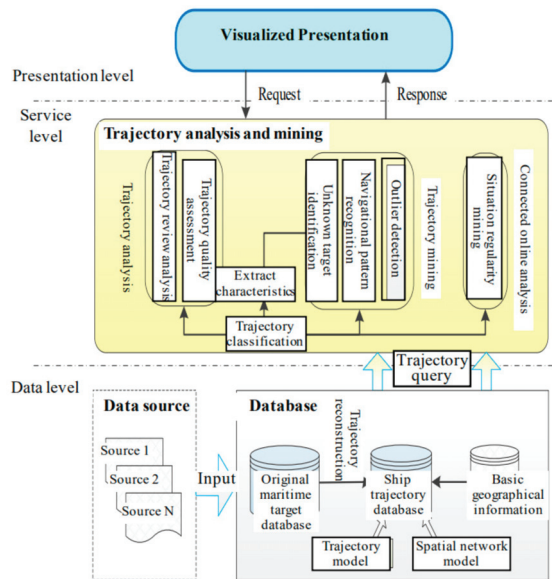 Visualized Presentation
Presentation level
Request
Response
Service
level
Trajectory analysis and mining
Trajectory analysis
Trajectory review analysis
Trajectory quality
assessment
Extract
characteristics
Trajectory
classification
Unknown target
identification
Navigational pattern
recognition
Outlier detection
Trajectory mining
Situation regularity
mining
Connected online analysis
Trajectory
query
Data level
Data source
Source 1
Source 2
Source N
Input
Database
Trajectory
reconstruction
Original
maritime target
database
Ship
trajectory
database
Basic
geographical
information
Trajectory
model
Spatial network
model